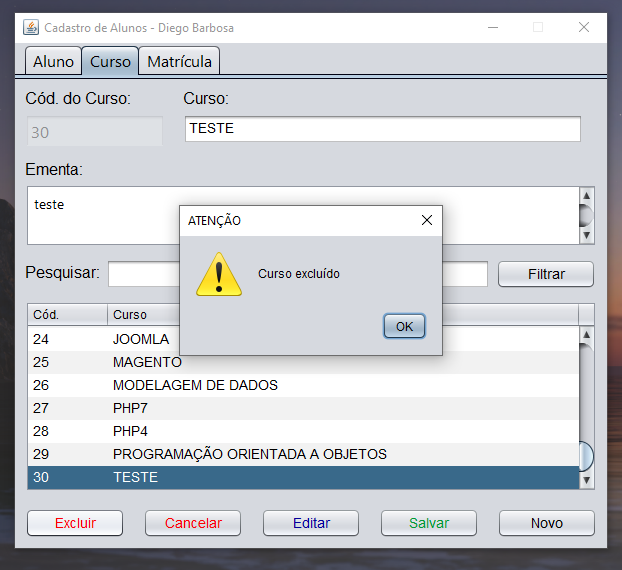 Cadastro de Alunos - Diego Barbosa
Aluno Curso Matrícula
Cód. do Curso: Curso:
30 TESTE
Ementa:
teste
ATENÇÃO
Curso excluído
OK
Pesquisar: Filtrar
Cód. Curso
24 JOOMLA
25 MAGENTO
26 MODELAGEM DE DADOS
27 PHP7
28 PHP4
29 PROGRAMAÇÃO ORIENTADA A OBJETOS
30 TESTE
Excluir Cancelar Editar Salvar Novo